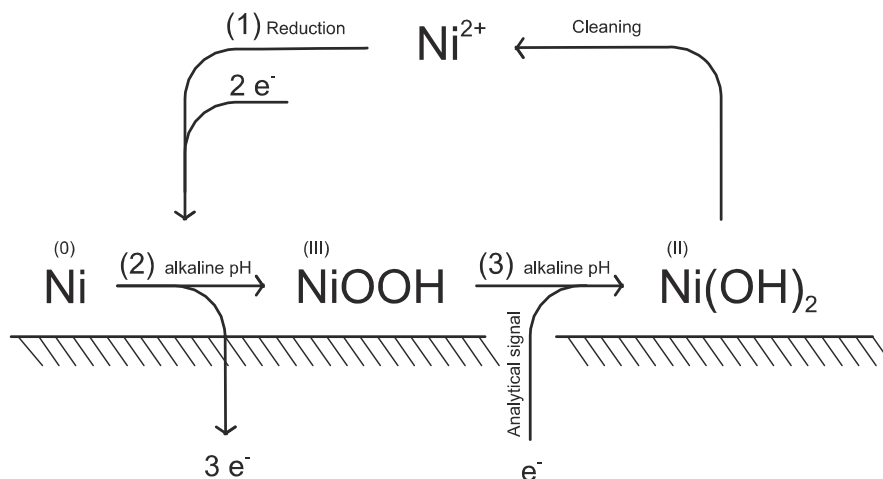 (1) Reduction
Ni²⁺
Cleaning
2 e⁻
(0)
Ni
(2) alkaline pH
(III)
NiOOH
(3) alkaline pH
(II)
Ni(OH)₂
Analytical signal
3 e⁻
e⁻